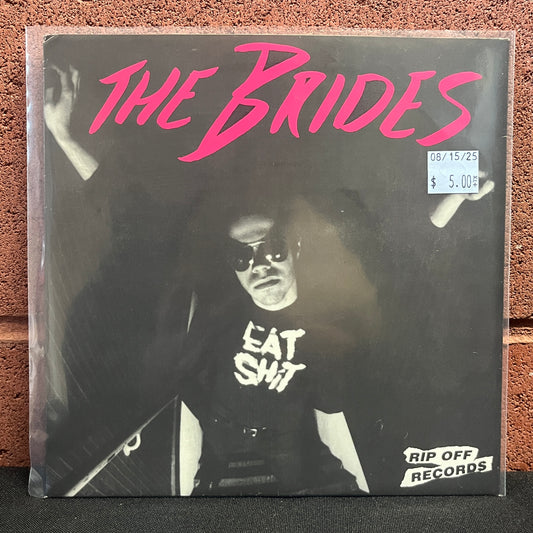 THE BRIDES
08/15/25
$ 5.00
EAT
SHiT
RIP OFF
RECORDS